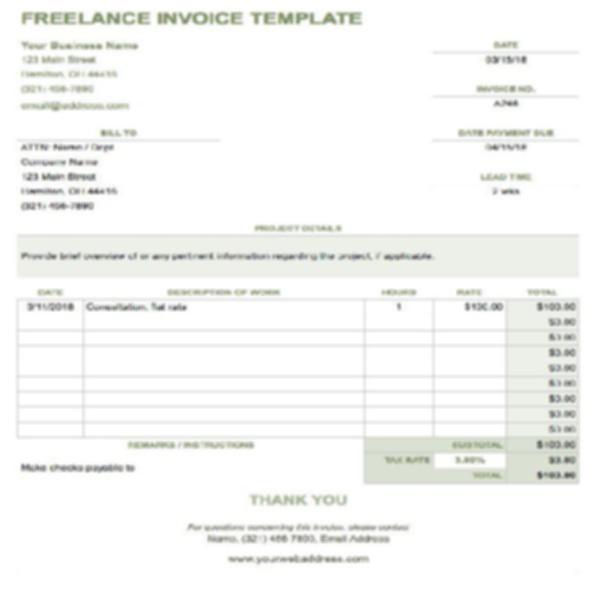 FREELANCE INVOICE TEMPLATE
Your Business Name
123 Main Street
Hamilton, OH 44416
(321) 456-7890
email@address.com
DATE
03/15/18
INVOICE NO.
A246
BILL TO
ATTN: Name / Dept
Company Name
123 Main Street
Hamilton, OH 44416
(321) 456-7890
DATE PAYMENT DUE
04/15/18
LEAD TIME
2 wks
PROJECT DETAILS
Provide brief overview of or any pertinent information regarding the project, if applicable.
DATE DESCRIPTION OF WORK HOURS RATE TOTAL
3/11/2018 Consultation, flat rate 1 $100.00 $100.00
$0.00
$0.00
$0.00
$0.00
$0.00
$0.00
$0.00
$0.00
REMARKS / INSTRUCTIONS SUBTOTAL $100.00
Make checks payable to TAX RATE
TOTAL
THANK YOU
For questions concerning this invoice, please contact
Name, (321) 456-7890, Email Address
www.yourwebaddress.com